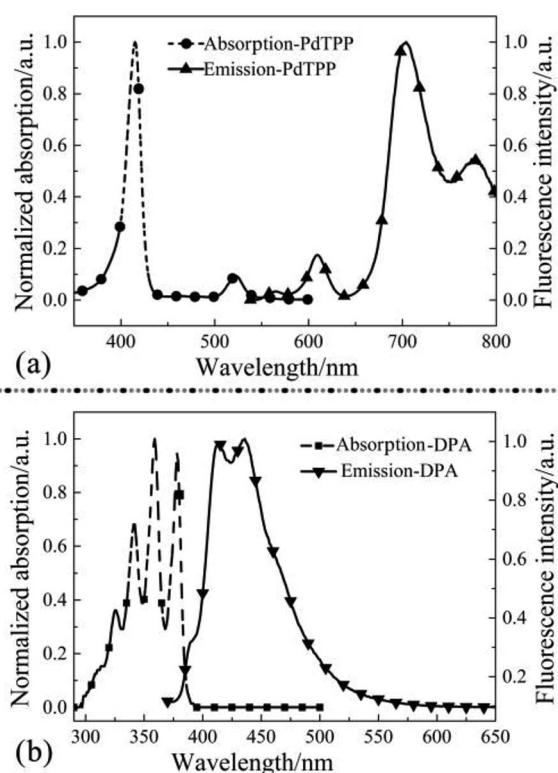 Absorption-PdTPP
Emission-PdTPP
Normalized absorption/a.u.
Fluorescence intensity/a.u.
1.0
0.8
0.6
0.4
0.2
0.0
1.0
0.8
0.6
0.4
0.2
0.0
400 500 600 700 800
(a) Wavelength/nm
Absorption-DPA
Emission-DPA
Normalized absorption/a.u.
Fluorescence intensity/a.u.
1.0
0.8
0.6
0.4
0.2
0.0
1.0
0.8
0.6
0.4
0.2
300 350 400 450 500 550 600 650
(b) Wavelength/nm